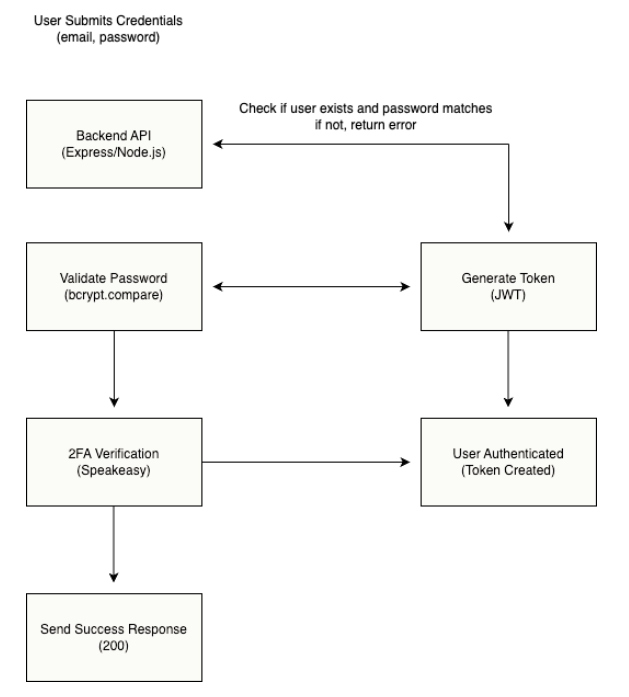 User Submits Credentials
(email, password)
Check if user exists and password matches
if not, return error
Backend API
(Express/Node.js)
Validate Password
(bcrypt.compare)
Generate Token
(JWT)
2FA Verification
(Speakeasy)
User Authenticated
(Token Created)
Send Success Response
(200)